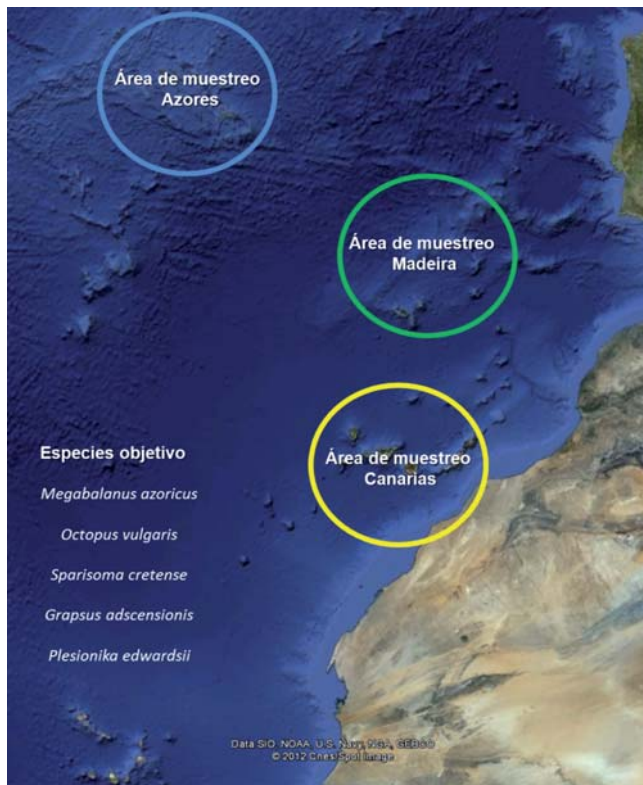 Área de muestreo
Azores
Área de muestreo
Madeira
Área de muestreo
Canarias
Especies objetivo
Megabalanus azoricus
Octopus vulgaris
Sparisoma cretense
Grapsus adscensionis
Plesionika edwardsii
Data SIO, NOAA, U.S. Navy, NGA, GEBCO
© 2012 Cnes/Spot Image